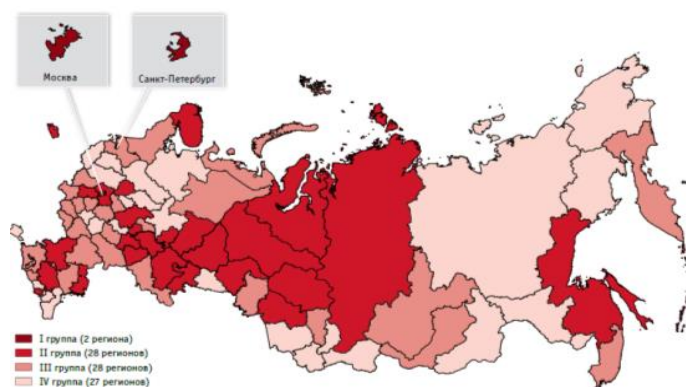 Москва
Санкт-Петербург
I группа (2 региона)
II группа (28 регионов)
III группа (28 регионов)
IV группа (27 регионов)